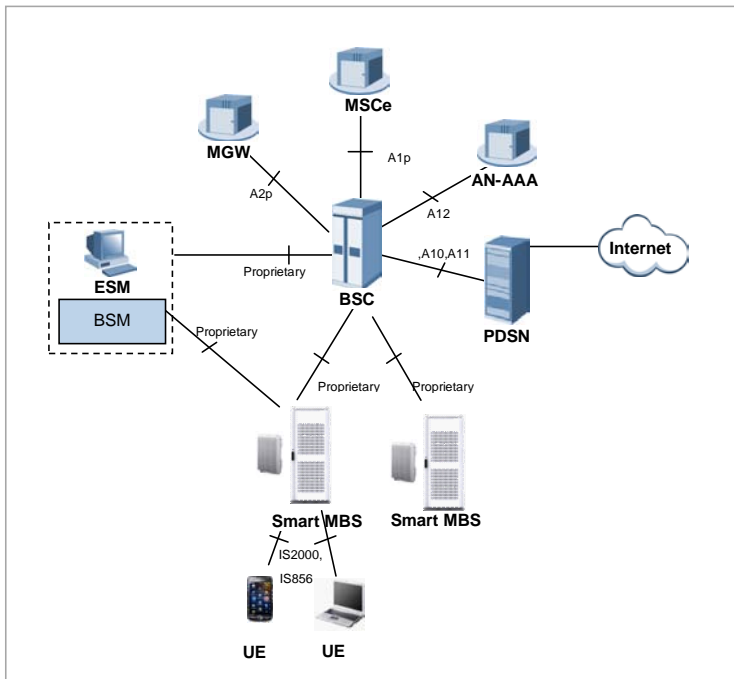 MSCe
MGW
A1p
AN-AAA
A2p
A12
Internet
,A10,A11
Proprietary
ESM
BSC
BSM
PDSN
Proprietary
Proprietary
Proprietary
Smart MBS
Smart MBS
IS2000,
IS856
UE
UE